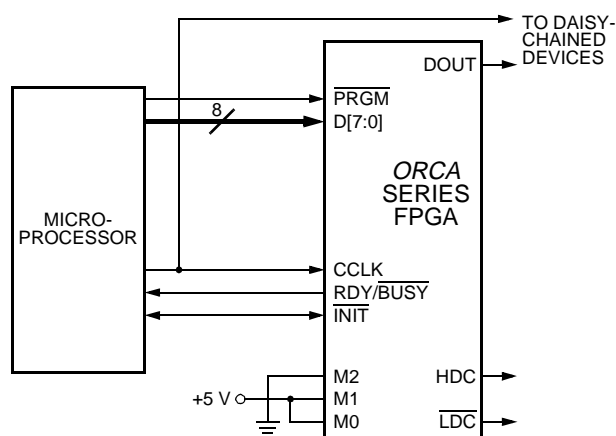 TO DAISY-
CHAINED
DEVICES
DOUT
PRGM
D[7:0]
8
ORCA
SERIES
FPGA
MICRO-
PROCESSOR
CCLK
RDY/BUSY
INIT
M2
HDC
+5 V
M1
M0
LDC